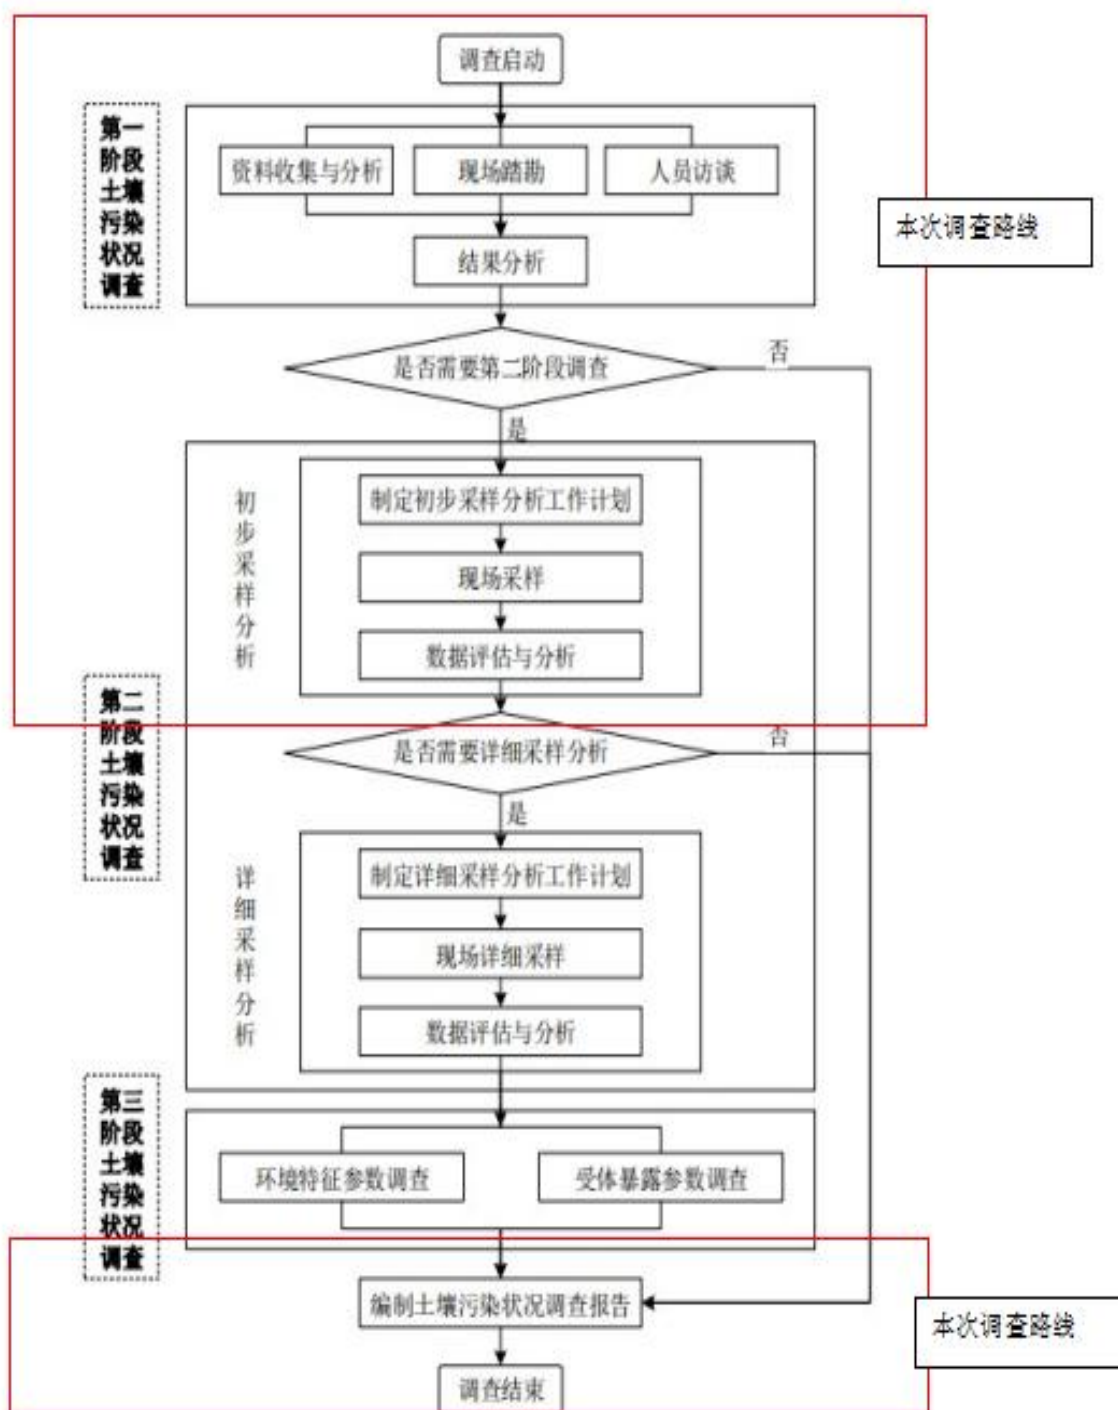 调查启动
第一
阶段
土壤
污染
状况
调查
资料收集与分析
现场踏勘
人员访谈
本次调查路线
结果分析
是否需要第二阶段调查
否
是
初步采样分析
制定初步采样分析工作计划
现场采样
数据评估与分析
第二
阶段
土壤
污染
状况
调查
是否需要详细采样分析
否
是
详细采样分析
制定详细采样分析工作计划
现场详细采样
数据评估与分析
第三
阶段
土壤
污染
状况
调查
环境特征参数调查
受体暴露参数调查
编制土壤污染状况调查报告
本次调查路线
调查结束